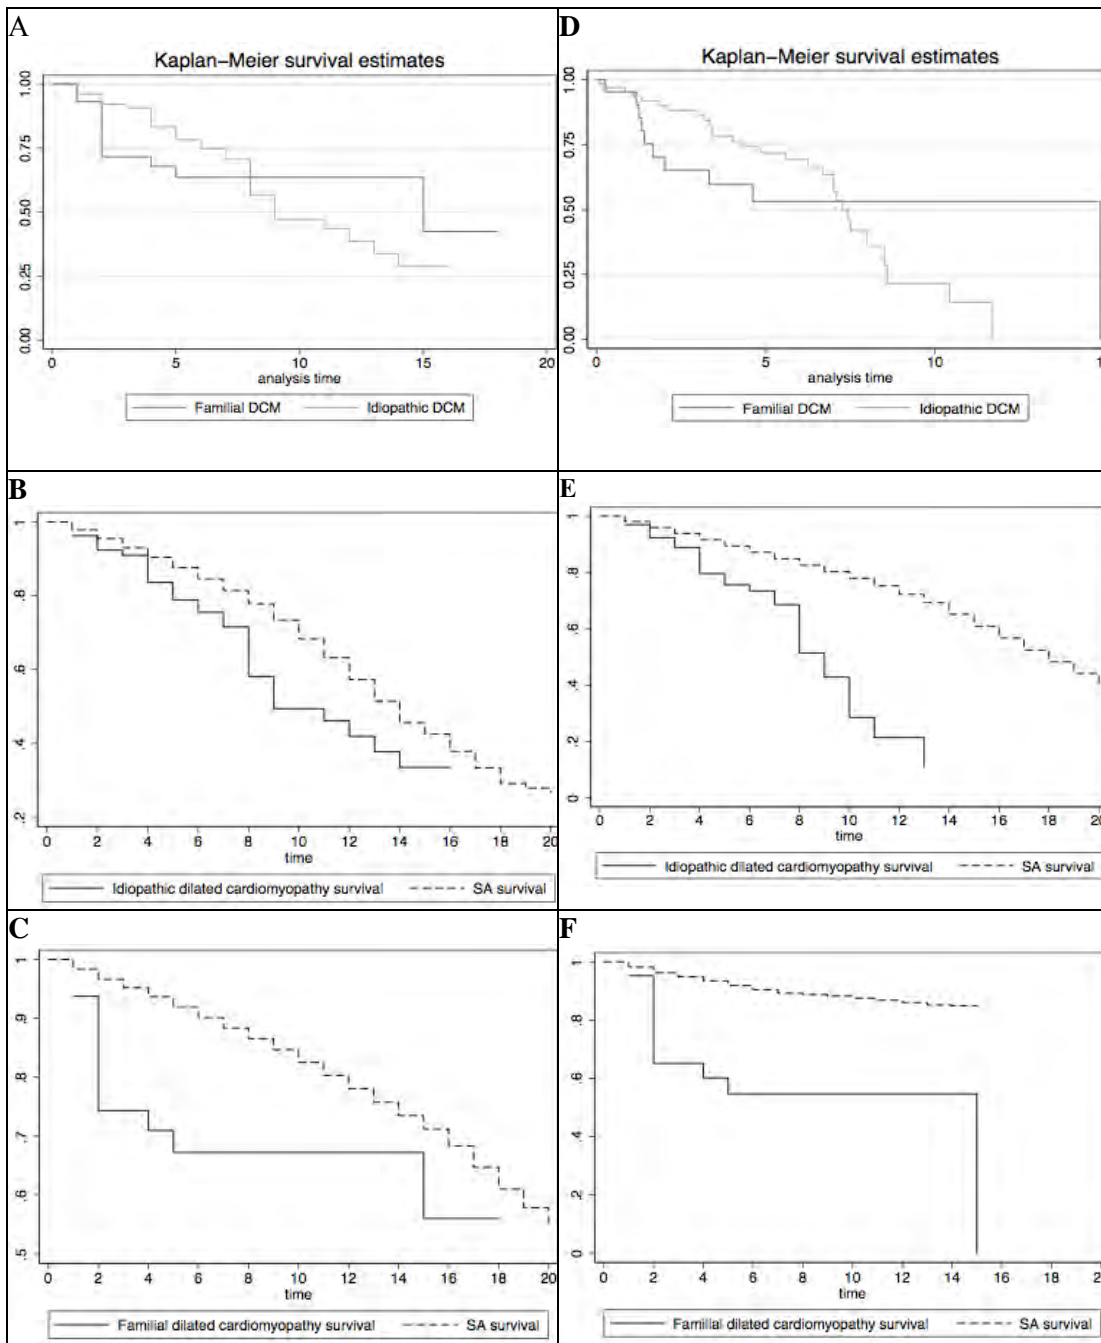 A
Kaplan−Meier survival estimates
1.00
0.75
0.50
0.25
0.00
0 5 10 15 20
analysis time
Familial DCM Idiopathic DCM
D
Kaplan−Meier survival estimates
1.00
0.75
0.50
0.25
0.00
0 5 10 1
analysis time
Familial DCM Idiopathic DCM
B
1
.8
.6
.4
.2
0 2 4 6 8 10 12 14 16 18 20
time
Idiopathic dilated cardiomyopathy survival SA survival
E
1
.8
.6
.4
.2
0
0 2 4 6 8 10 12 14 16 18 20
time
Idiopathic dilated cardiomyopathy survival SA survival
C
1
.9
.8
.7
.6
.5
0 2 4 6 8 10 12 14 16 18 20
time
Familial dilated cardiomyopathy survival SA survival
F
1
.8
.6
.4
.2
0
0 2 4 6 8 10 12 14 16 18 20
time
Familial dilated cardiomyopathy survival SA survival